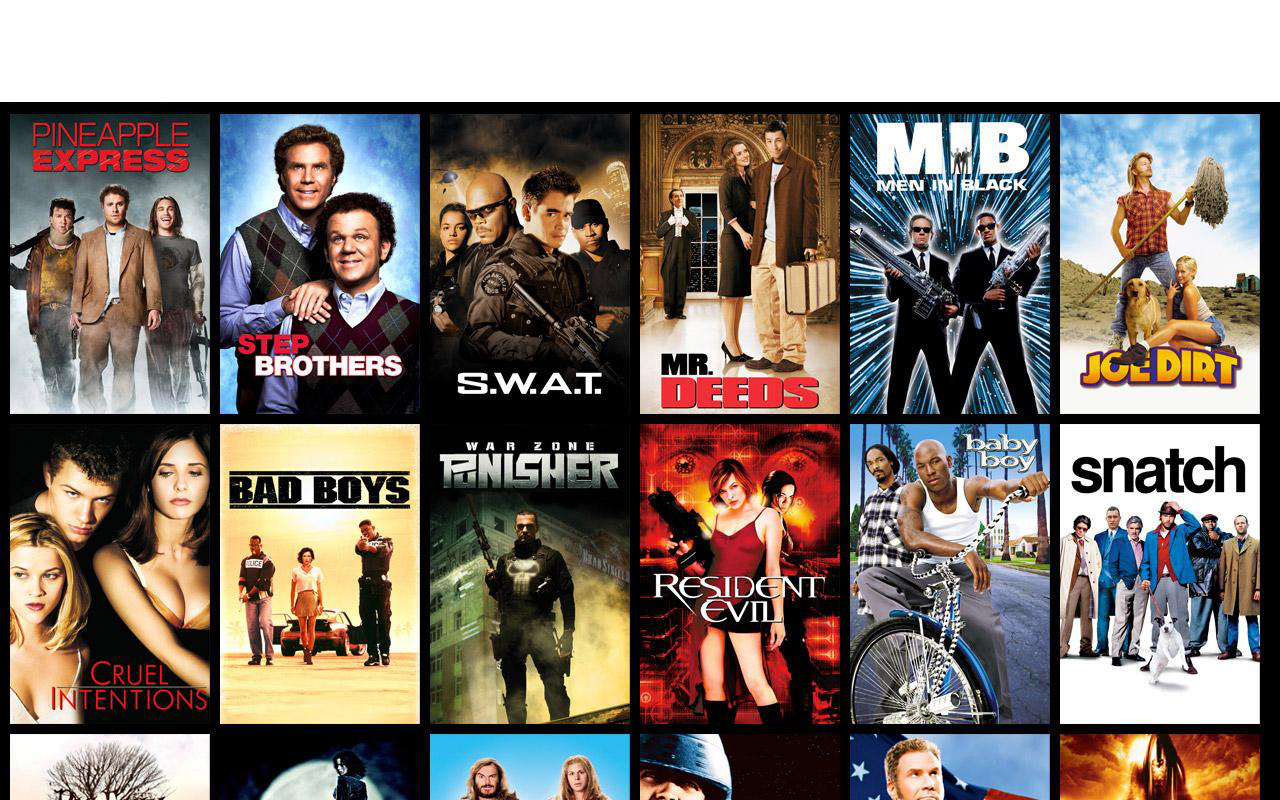 PINEAPPLE
EXPRESS
STEP
BROTHERS
S.W.A.T.
MR.
DEEDS
MIB
MEN IN BLACK
JOE DIRT
CRUEL
INTENTIONS
BAD BOYS
POLICE
WAR ZONE
PUNISHER
RESIDENT
EVIL
baby
boy
snatch